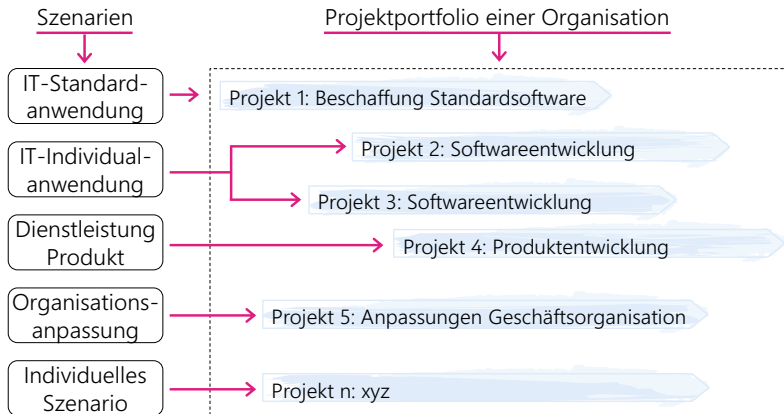 Szenarien
Projektportfolio einer Organisation
IT-Standard-
anwendung
Projekt 1: Beschaffung Standardsoftware
IT-Individual-
anwendung
Projekt 2: Softwareentwicklung
Projekt 3: Softwareentwicklung
Dienstleistung
Produkt
Projekt 4: Produktentwicklung
Organisations-
anpassung
Projekt 5: Anpassungen Geschäftsorganisation
Individuelles
Szenario
Projekt n: xyz